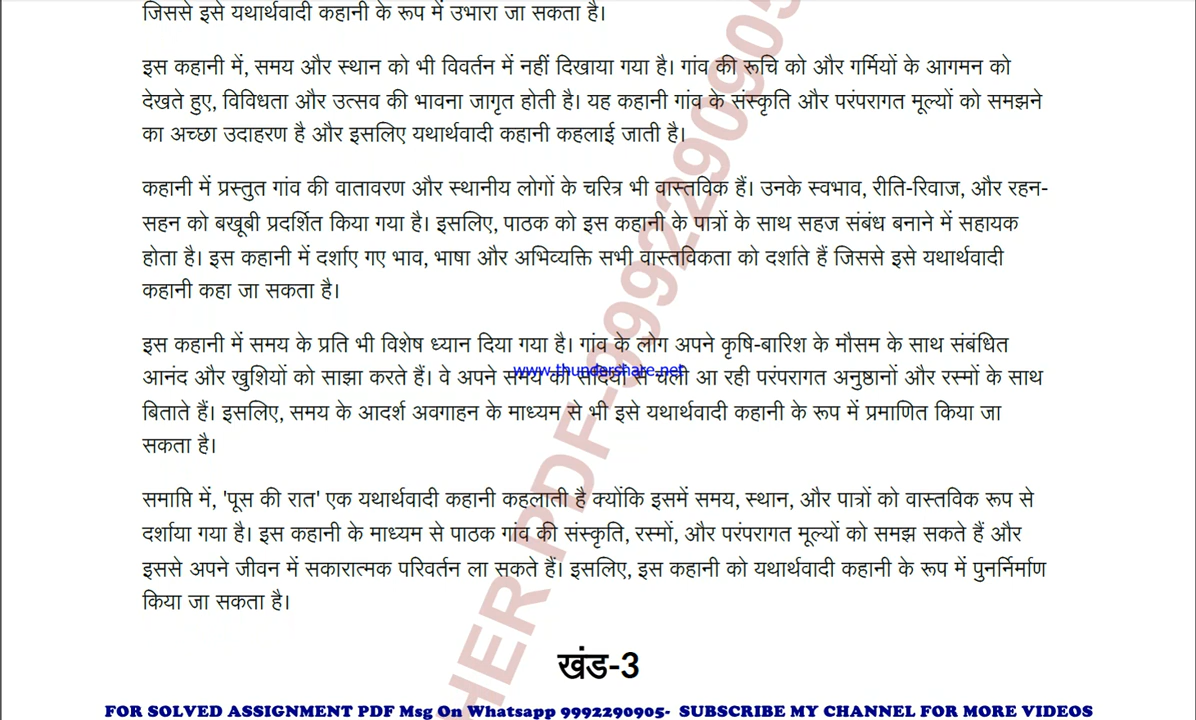 जिससे इसे यथार्थवादी कहानी के रूप में उभारा जा सकता है।
इस कहानी में, समय और स्थान को भी विवर्तन में नहीं दिखाया गया है। गांव की रूचि को और गर्मियों के आगमन को
देखते हुए, विविधता और उत्सव की भावना जागृत होती है। यह कहानी गांव के संस्कृति और परंपरागत मूल्यों को समझने
का अच्छा उदाहरण है और इसलिए यथार्थवादी कहानी कहलाई जाती है।
कहानी में प्रस्तुत गांव की वातावरण और स्थानीय लोगों के चरित्र भी वास्तविक हैं। उनके स्वभाव, रीति-रिवाज, और रहन-
सहन को बखूबी प्रदर्शित किया गया है। इसलिए, पाठक को इस कहानी के पात्रों के साथ सहज संबंध बनाने में सहायक
होता है। इस कहानी में दर्शाए गए भाव, भाषा और अभिव्यक्ति सभी वास्तविकता को दर्शाते हैं जिससे इसे यथार्थवादी
कहानी कहा जा सकता है।
इस कहानी में समय के प्रति भी विशेष ध्यान दिया गया है। गांव के लोग अपने कृषि-बारिश के मौसम के साथ संबंधित
www.thundershare.net
आनंद और खुशियों को साझा करते हैं। वे अपने समय को सदियों से चली आ रही परंपरागत अनुष्ठानों और रस्मों के साथ
बिताते हैं। इसलिए, समय के आदर्श अवगाहन के माध्यम से भी इसे यथार्थवादी कहानी के रूप में प्रमाणित किया जा
सकता है।
समाप्ति में, 'पूस की रात' एक यथार्थवादी कहानी कहलाती है क्योंकि इसमें समय, स्थान, और पात्रों को वास्तविक रूप से
दर्शाया गया है। इस कहानी के माध्यम से पाठक गांव की संस्कृति, रस्मों, और परंपरागत मूल्यों को समझ सकते हैं और
इससे अपने जीवन में सकारात्मक परिवर्तन ला सकते हैं। इसलिए, इस कहानी को यथार्थवादी कहानी के रूप में पुनर्निर्माण
किया जा सकता है।
HER PDF-9992290905
खंड-3
FOR SOLVED ASSIGNMENT PDF Msg On Whatsapp 9992290905- SUBSCRIBE MY CHANNEL FOR MORE VIDEOS